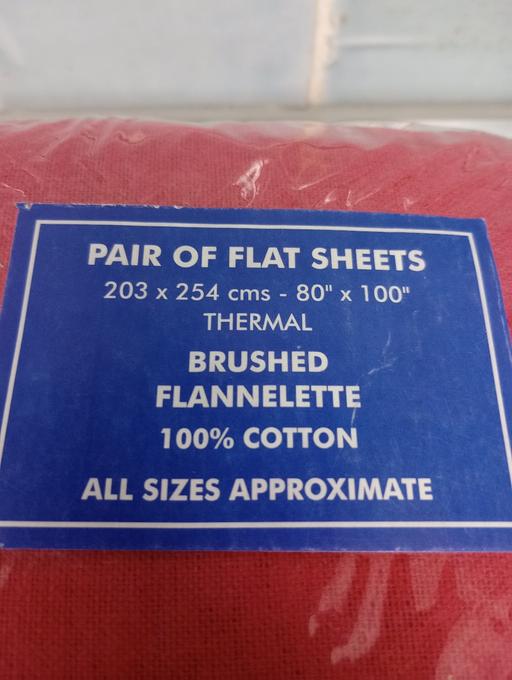 PAIR OF FLAT SHEETS
203 x 254 cms - 80" x 100"
THERMAL
BRUSHED
FLANNELETTE
100% COTTON
ALL SIZES APPROXIMATE